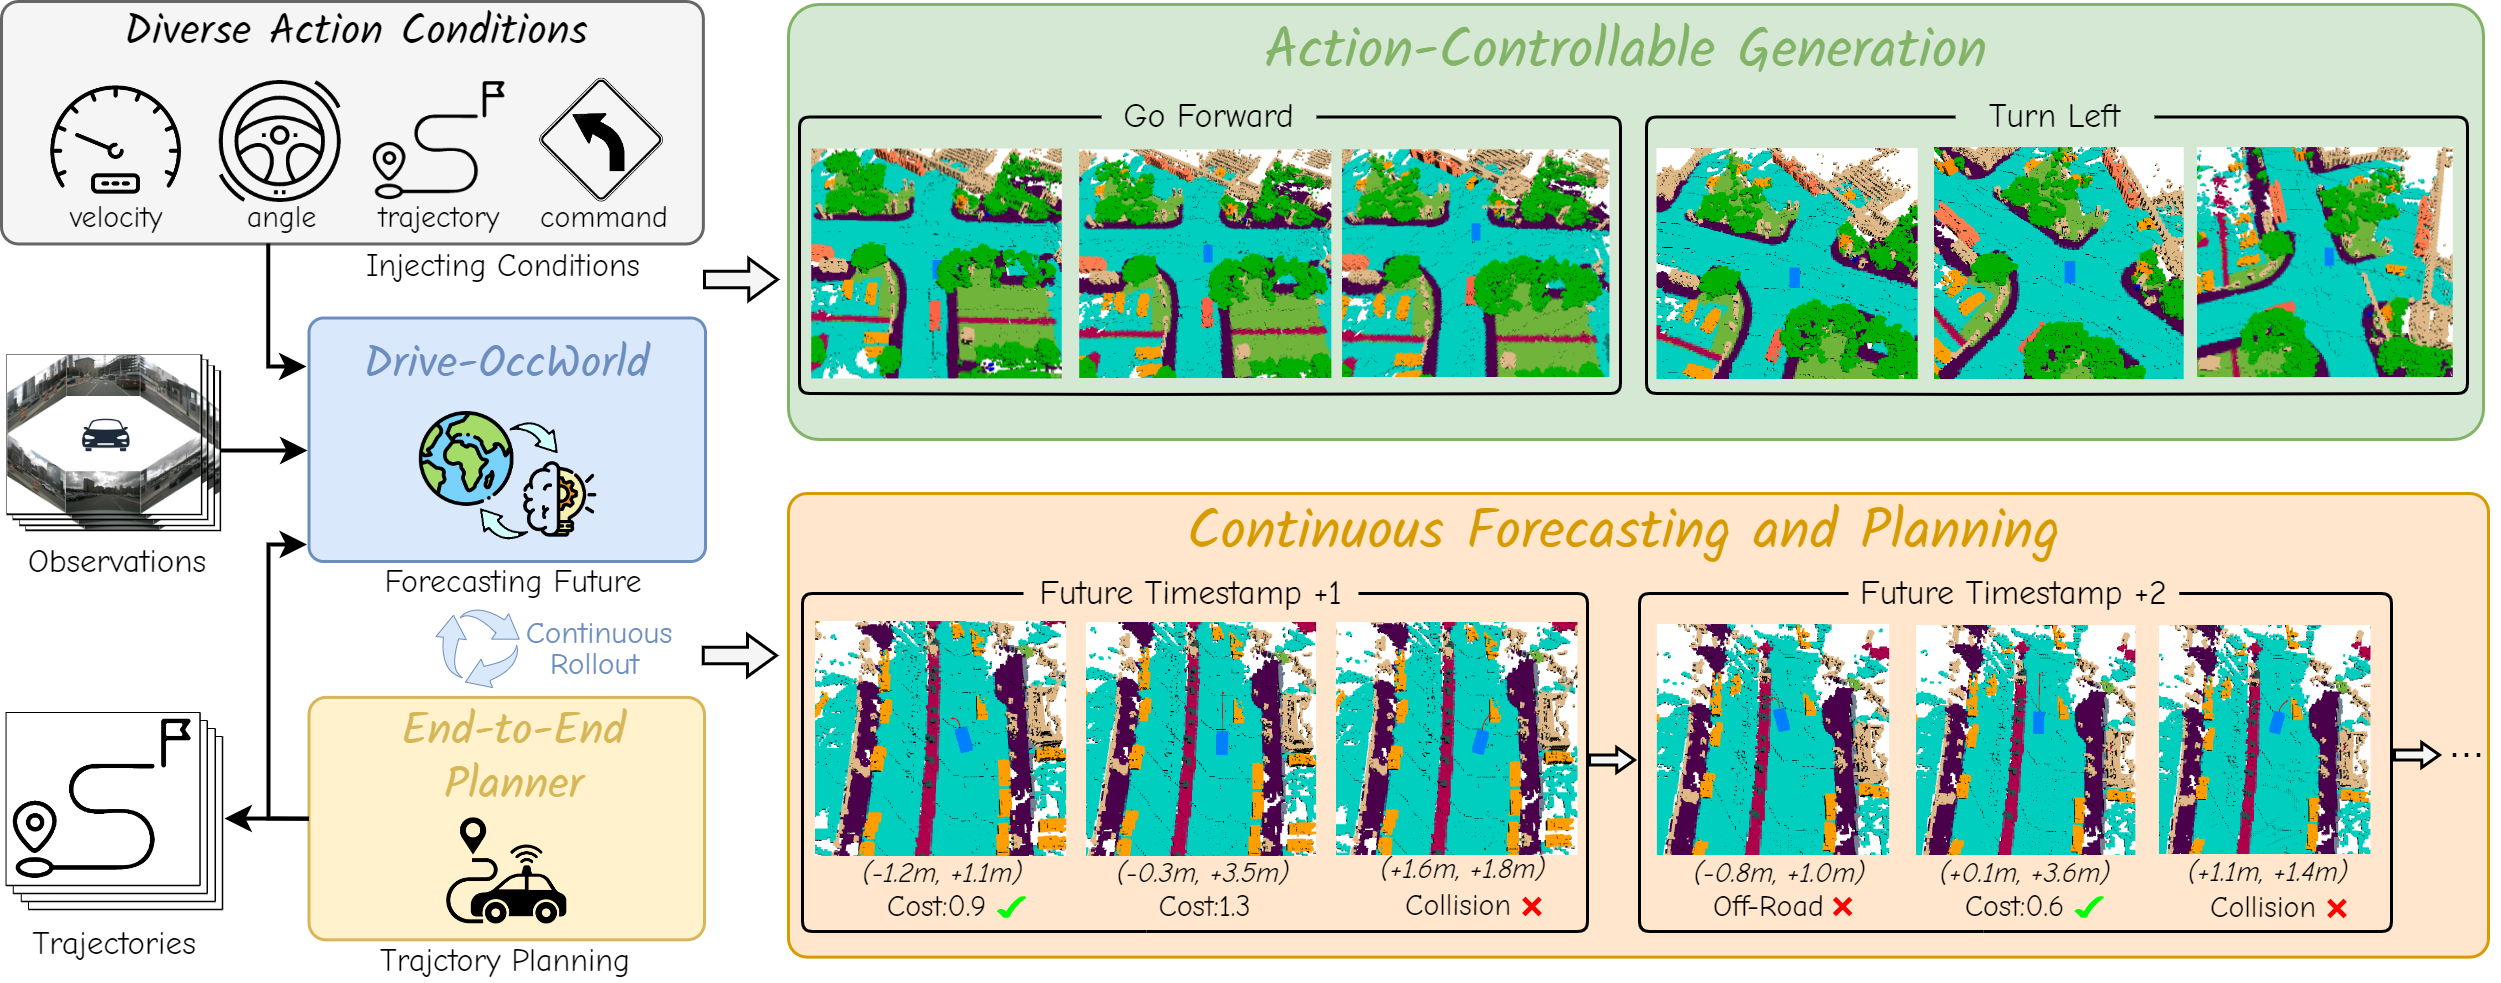 Diverse Action Conditions
velocity
angle
trajectory
command
Injecting Conditions
Observations
Drive-OccWorld
Forecasting Future
Continuous
Rollout
End-to-End
Planner
Trajctory Planning
Trajectories
Action-Controllable Generation
Go Forward
Turn Left
Continuous Forecasting and Planning
Future Timestamp +1
(-1.2m, +1.1m)
Cost:0.9
(-0.3m, +3.5m)
Cost:1.3
(+1.6m, +1.8m)
Collision
Future Timestamp +2
(-0.8m, +1.0m)
Off-Road
(+0.1m, +3.6m)
Cost:0.6
(+1.1m, +1.4m)
Collision
...